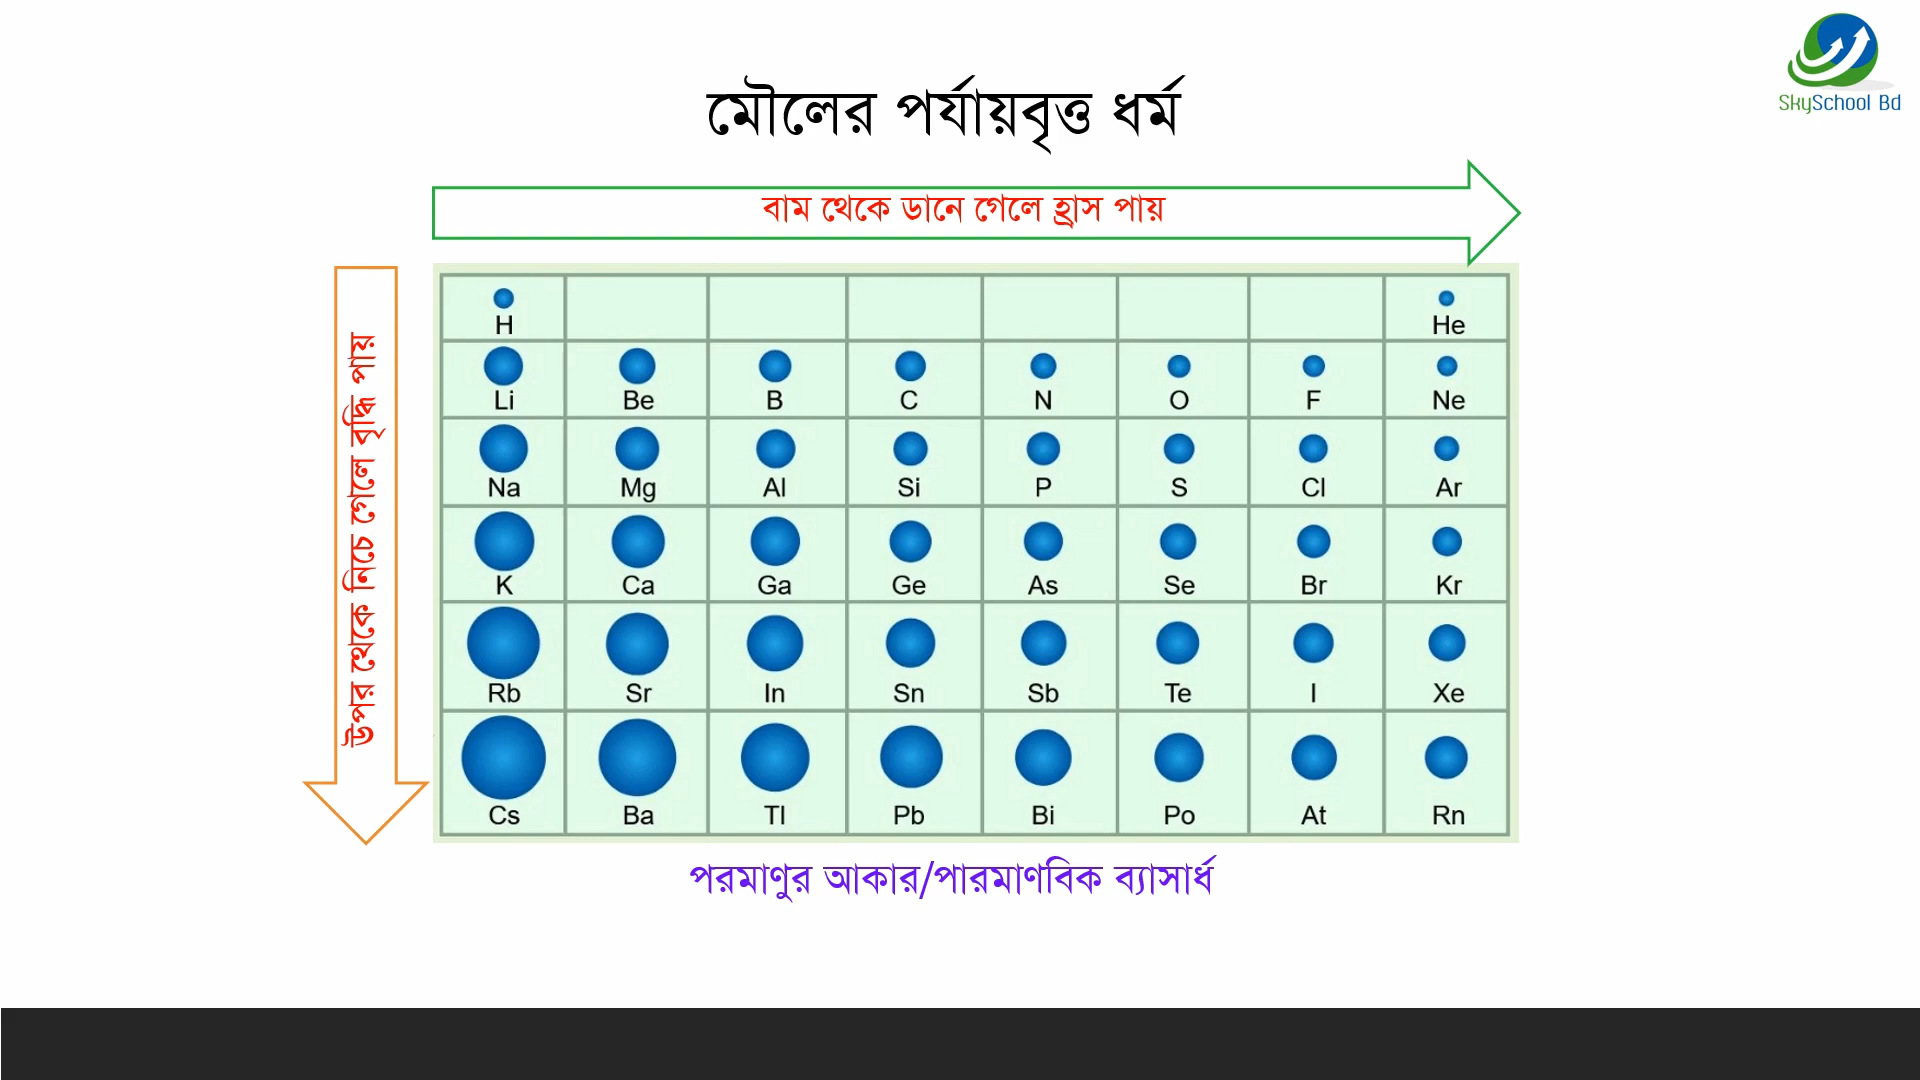 SkySchool Bd
মৌলের পর্যায়বৃত্ত ধর্ম
বাম থেকে ডানে গেলে হ্রাস পায়
উপর থেকে নিচে গেলে বৃদ্ধি পায়
H He
Li Be B C N O F Ne
Na Mg Al Si P S Cl Ar
K Ca Ga Ge As Se Br Kr
Rb Sr In Sn Sb Te I Xe
Cs Ba Tl Pb Bi Po At Rn
পরমাণুর আকার/পারমাণবিক ব্যাসার্ধ